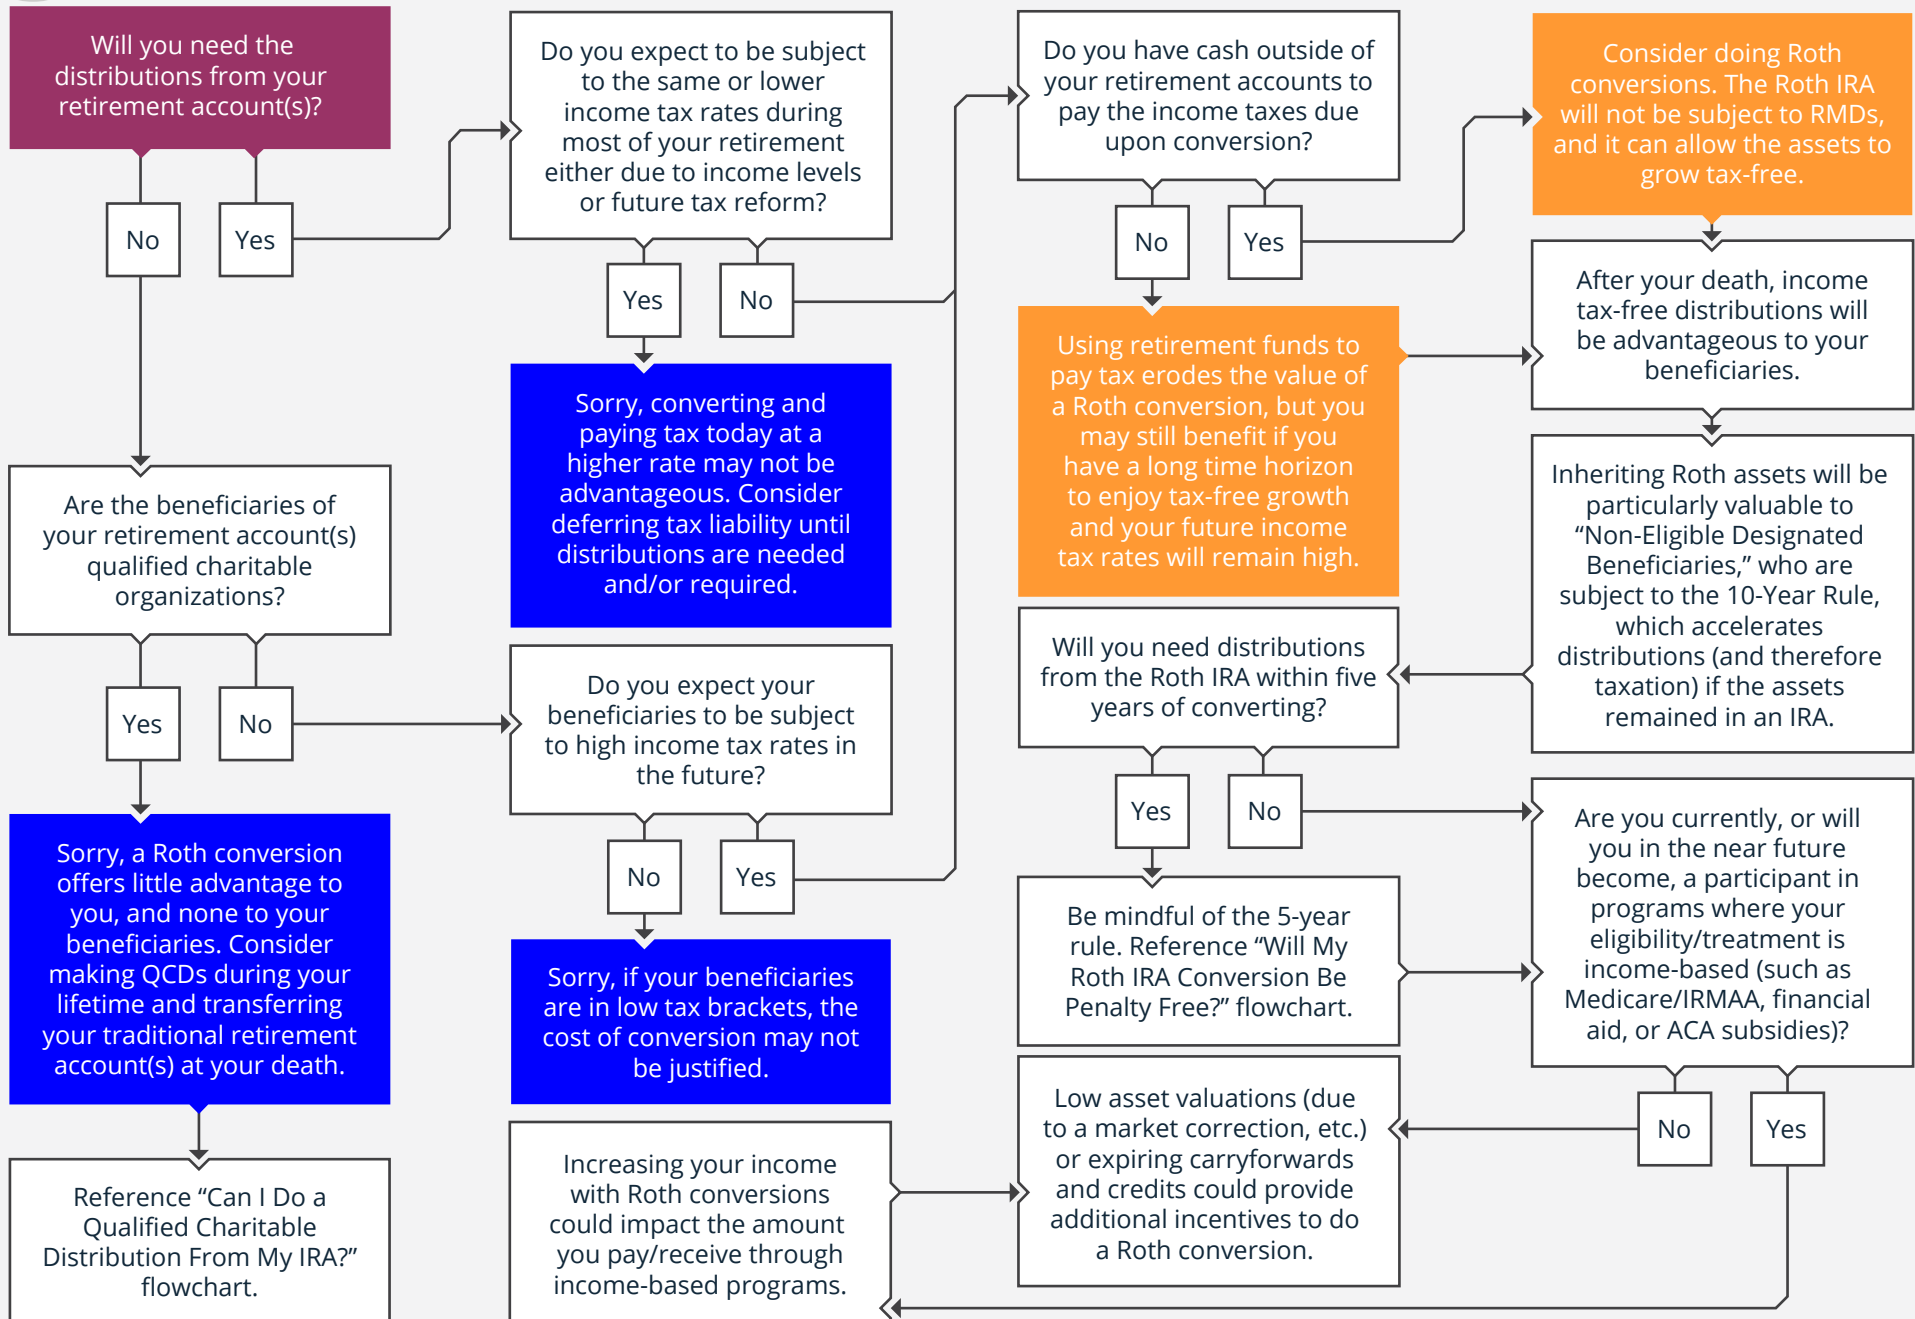 Will you need the
distributions from your
retirement account(s)?
No
Yes
Do you expect to be subject
to the same or lower
income tax rates during
most of your retirement
either due to income levels
or future tax reform?
Yes
No
Sorry, converting and
paying tax today at a
higher rate may not be
advantageous. Consider
deferring tax liability until
distributions are needed
and/or required.
Are the beneficiaries of
your retirement account(s)
qualified charitable
organizations?
Yes
No
Sorry, a Roth conversion
offers little advantage to
you, and none to your
beneficiaries. Consider
making QCDs during your
lifetime and transferring
your traditional retirement
account(s) at your death.
Reference “Can I Do a
Qualified Charitable
Distribution From My IRA?”
flowchart.
Do you expect your
beneficiaries to be subject
to high income tax rates in
the future?
No
Yes
Sorry, if your beneficiaries
are in low tax brackets, the
cost of conversion may not
be justified.
Do you have cash outside of
your retirement accounts to
pay the income taxes due
upon conversion?
No
Yes
Using retirement funds to
pay tax erodes the value of
a Roth conversion, but you
may still benefit if you
have a long time horizon
to enjoy tax-free growth
and your future income
tax rates will remain high.
Consider doing Roth
conversions. The Roth IRA
will not be subject to RMDs,
and it can allow the assets to
grow tax-free.
After your death, income
tax-free distributions will
be advantageous to your
beneficiaries.
Inheriting Roth assets will be
particularly valuable to
“Non-Eligible Designated
Beneficiaries,” who are
subject to the 10-Year Rule,
which accelerates
distributions (and therefore
taxation) if the assets
remained in an IRA.
Will you need distributions
from the Roth IRA within five
years of converting?
Yes
No
Be mindful of the 5-year
rule. Reference “Will My
Roth IRA Conversion Be
Penalty Free?” flowchart.
Are you currently, or will
you in the near future
become, a participant in
programs where your
eligibility/treatment is
income-based (such as
Medicare/IRMAA, financial
aid, or ACA subsidies)?
No
Yes
Increasing your income
with Roth conversions
could impact the amount
you pay/receive through
income-based programs.
Low asset valuations (due
to a market correction, etc.)
or expiring carryforwards
and credits could provide
additional incentives to do
a Roth conversion.